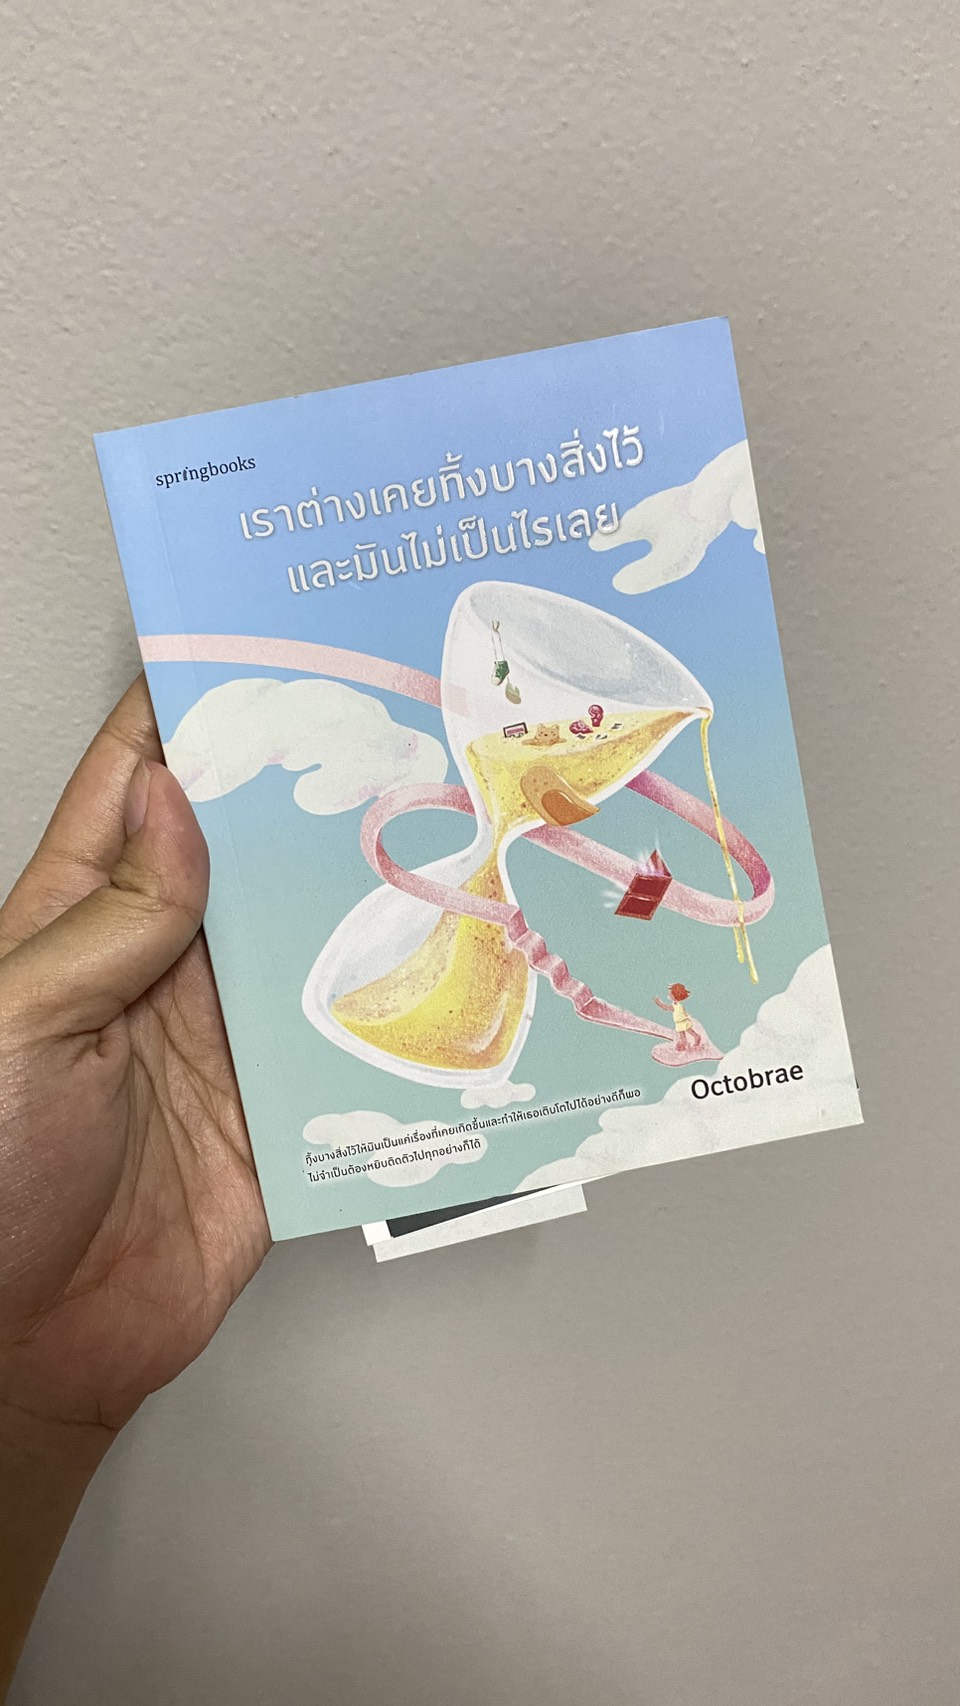 springbooks
เราต่างเคยทิ้งบางสิ่งไว้
และมันไม่เป็นไรเลย
Octobrae
ทิ้งบางสิ่งไว้ให้มันเป็นแค่เรื่องที่เคยเกิดขึ้นและทำให้เธอเติบโตไปได้อย่างดีก็พอ
ไม่จำเป็นต้องหยิบติดตัวไปทุกอย่างก็ได้